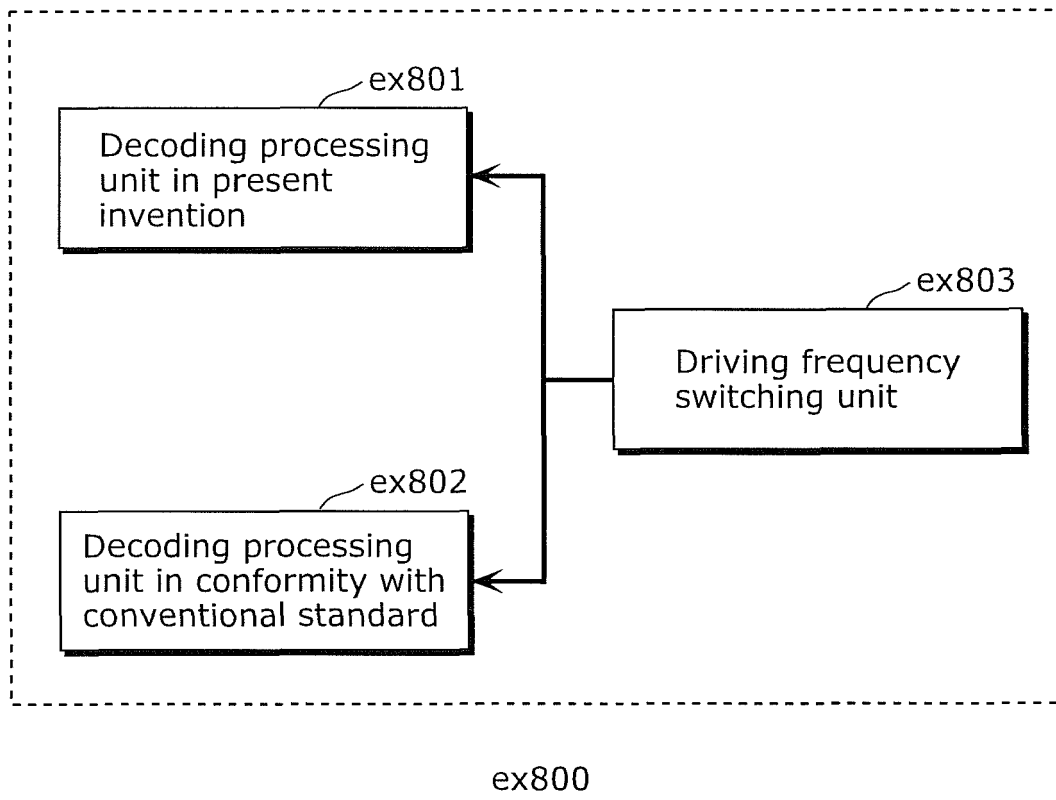 ex801
Decoding processing
unit in present
invention
ex803
Driving frequency
switching unit
ex802
Decoding processing
unit in conformity with
conventional standard
ex800